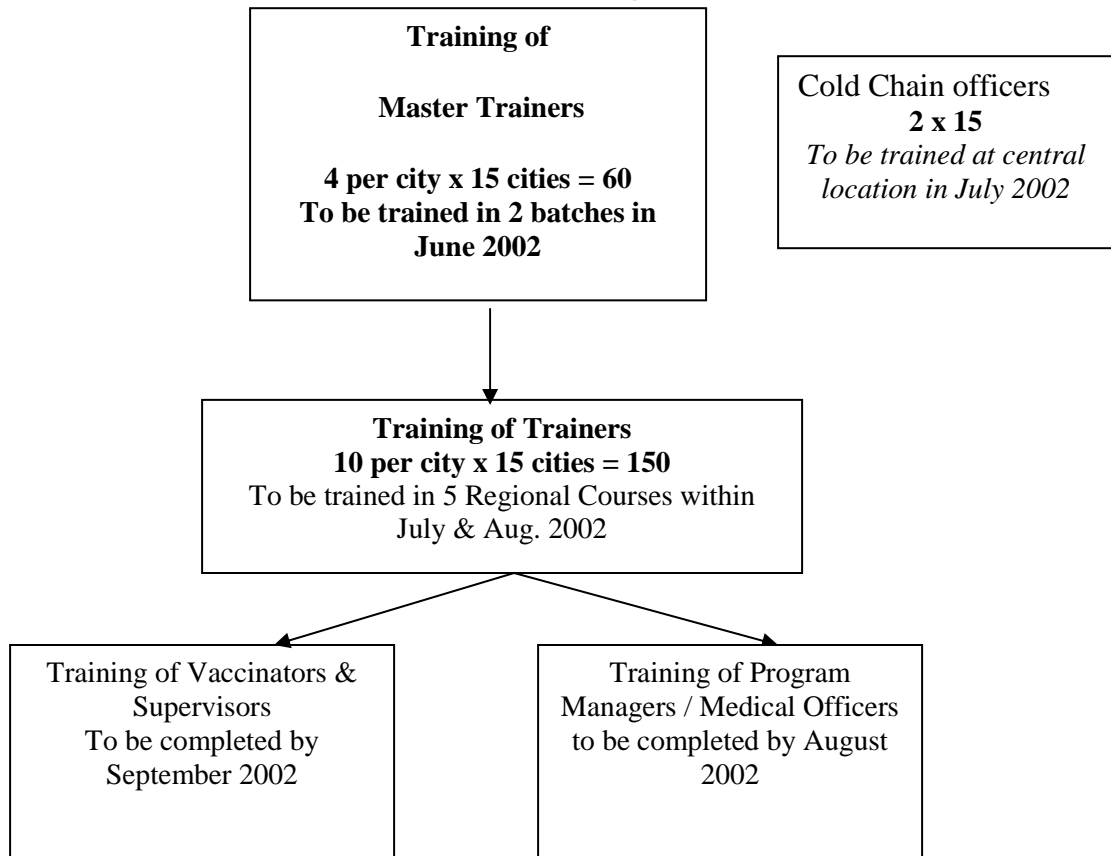 Training of
Master Trainers
4 per city x 15 cities = 60
To be trained in 2 batches in
June 2002
Cold Chain officers
2 x 15
To be trained at central
location in July 2002
Training of Trainers
10 per city x 15 cities = 150
To be trained in 5 Regional Courses within
July & Aug. 2002
Training of Vaccinators &
Supervisors
To be completed by
September 2002
Training of Program
Managers / Medical Officers
to be completed by August
2002